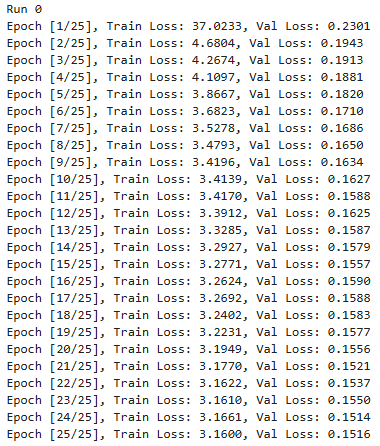 Run 0
Epoch [1/25], Train Loss: 37.0233, Val Loss: 0.2301
Epoch [2/25], Train Loss: 4.6804, Val Loss: 0.1943
Epoch [3/25], Train Loss: 4.2674, Val Loss: 0.1913
Epoch [4/25], Train Loss: 4.1097, Val Loss: 0.1881
Epoch [5/25], Train Loss: 3.8667, Val Loss: 0.1820
Epoch [6/25], Train Loss: 3.6823, Val Loss: 0.1710
Epoch [7/25], Train Loss: 3.5278, Val Loss: 0.1686
Epoch [8/25], Train Loss: 3.4793, Val Loss: 0.1650
Epoch [9/25], Train Loss: 3.4196, Val Loss: 0.1634
Epoch [10/25], Train Loss: 3.4139, Val Loss: 0.1627
Epoch [11/25], Train Loss: 3.4170, Val Loss: 0.1588
Epoch [12/25], Train Loss: 3.3912, Val Loss: 0.1625
Epoch [13/25], Train Loss: 3.3285, Val Loss: 0.1587
Epoch [14/25], Train Loss: 3.2927, Val Loss: 0.1579
Epoch [15/25], Train Loss: 3.2771, Val Loss: 0.1557
Epoch [16/25], Train Loss: 3.2624, Val Loss: 0.1590
Epoch [17/25], Train Loss: 3.2692, Val Loss: 0.1588
Epoch [18/25], Train Loss: 3.2402, Val Loss: 0.1583
Epoch [19/25], Train Loss: 3.2231, Val Loss: 0.1577
Epoch [20/25], Train Loss: 3.1949, Val Loss: 0.1556
Epoch [21/25], Train Loss: 3.1770, Val Loss: 0.1521
Epoch [22/25], Train Loss: 3.1622, Val Loss: 0.1537
Epoch [23/25], Train Loss: 3.1610, Val Loss: 0.1550
Epoch [24/25], Train Loss: 3.1661, Val Loss: 0.1514
Epoch [25/25], Train Loss: 3.1600, Val Loss: 0.1516